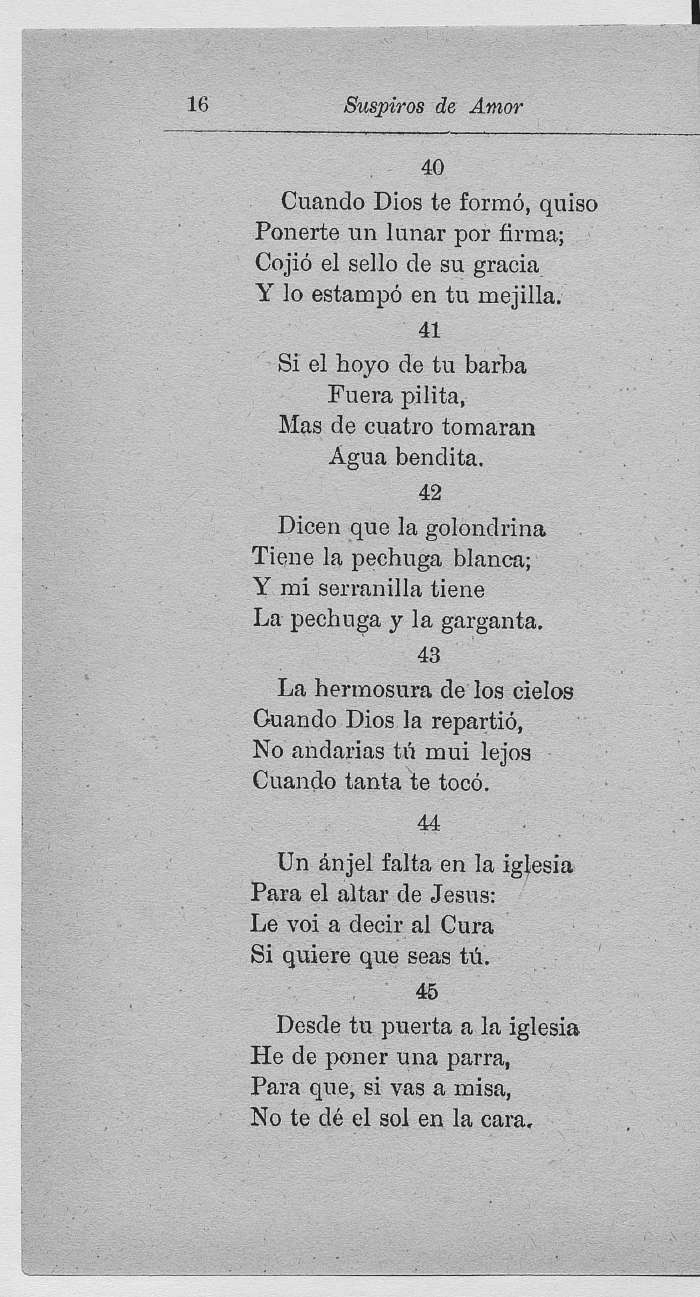 16 Suspiros de Amor
40
Cuando Dios te formó, quiso
Ponerte un lunar por firma;
Cojió el sello de su gracia
Y lo estampó en tu mejilla.
41
Si el hoyo de tu barba
Fuera pilita,
Mas de cuatro tomaran
Agua bendita.
42
Dicen que la golondrina
Tiene la pechuga blanca;
Y mi serranilla tiene
La pechuga y la garganta.
43
La hermosura de los cielos
Cuando Dios la repartió,
No andarias tú mui lejos
Cuando tanta te tocó.
44
Un ánjel falta en la iglesia
Para el altar de Jesus:
Le voi a decir al Cura
Si quiere que seas tú.
45
Desde tu puerta a la iglesia
He de poner una parra,
Para que, si vas a misa,
No te dé el sol en la cara.